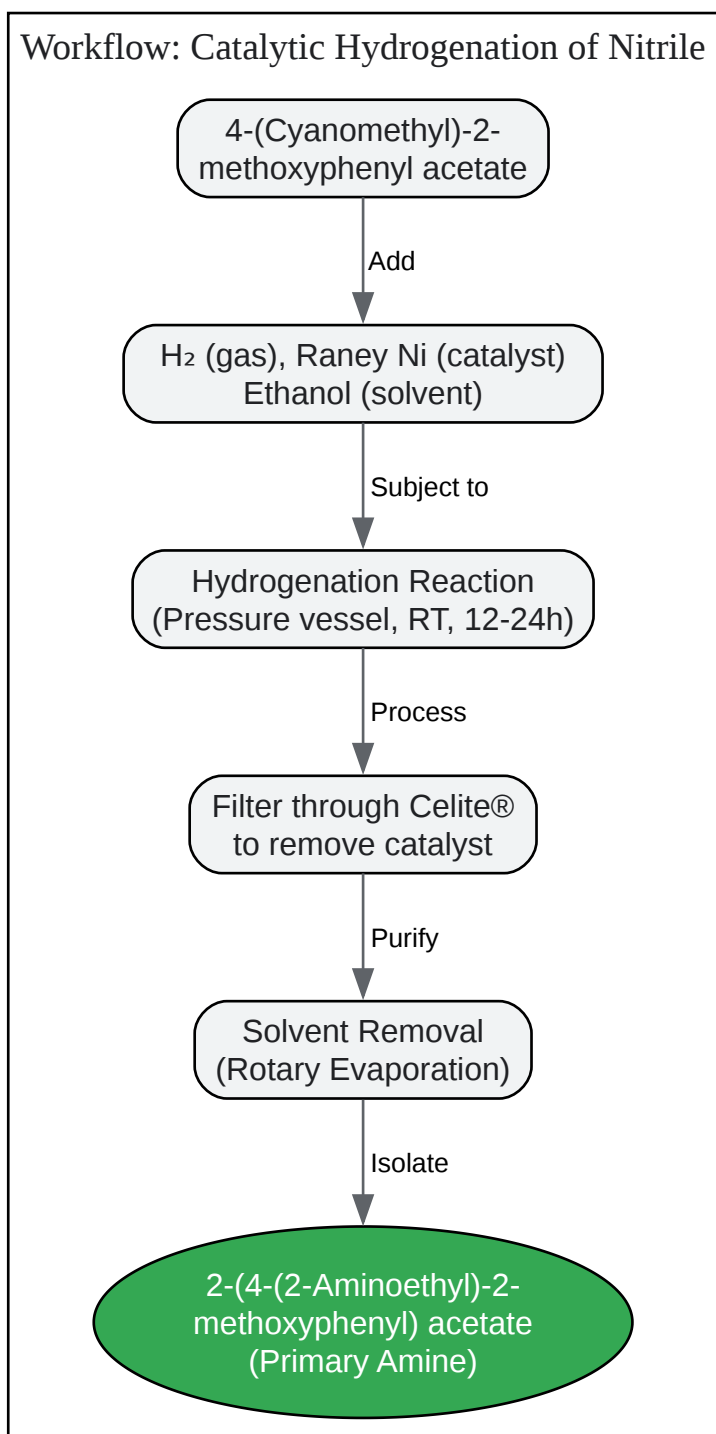 Workflow: Catalytic Hydrogenation of Nitrile
4-(Cyanomethyl)-2-
methoxyphenyl acetate
Add
H₂ (gas), Raney Ni (catalyst)
Ethanol (solvent)
Subject to
Hydrogenation Reaction
(Pressure vessel, RT, 12-24h)
Process
Filter through Celite®
to remove catalyst
Purify
Solvent Removal
(Rotary Evaporation)
Isolate
2-(4-(2-Aminoethyl)-2-
methoxyphenyl) acetate
(Primary Amine)